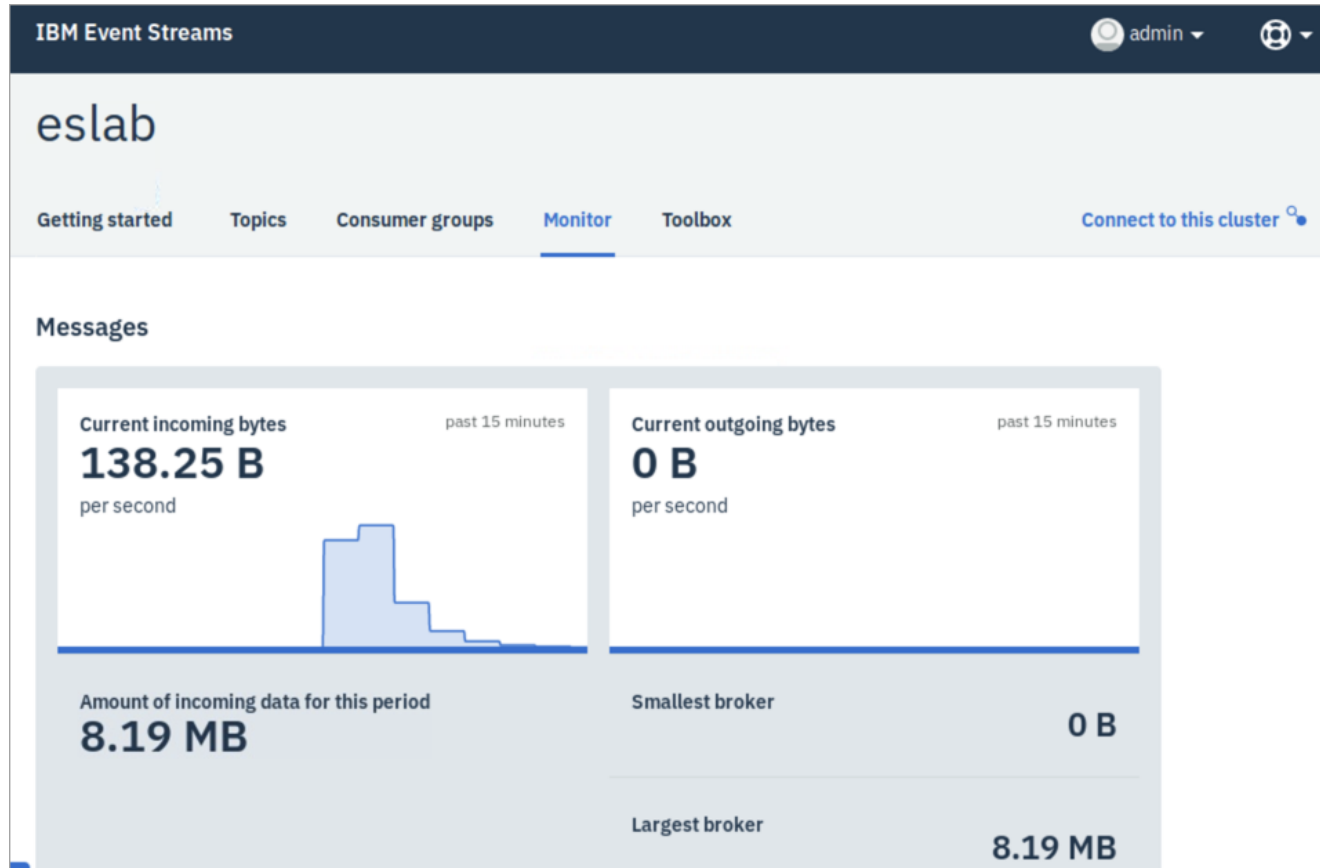 IBM Event Streams
admin
eslab
Getting started Topics Consumer groups Monitor Toolbox Connect to this cluster
Messages
Current incoming bytes past 15 minutes
138.25 B
per second
Current outgoing bytes past 15 minutes
0 B
per second
Amount of incoming data for this period
8.19 MB
Smallest broker
0 B
Largest broker
8.19 MB